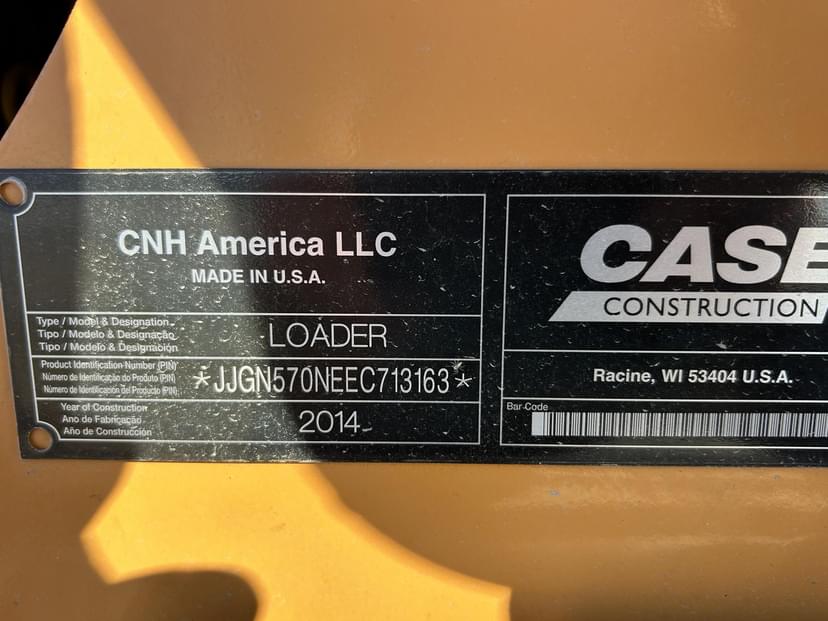 CNH America LLC
MADE IN U.S.A.
Type / Model & Designation
Tipo / Modelo & Designação
Tipo / Modelo & Designación
LOADER
Product Identification Number (PIN)
Número de Identificação do Produto (PIN)
Número de Identificación del Producto (PIN)
*JJGN570NEEC713163*
Year of Construction
Ano de Fabricação
Año de Construcción
2014
CASE
CONSTRUCTION
Racine, WI 53404 U.S.A.
Bar Code